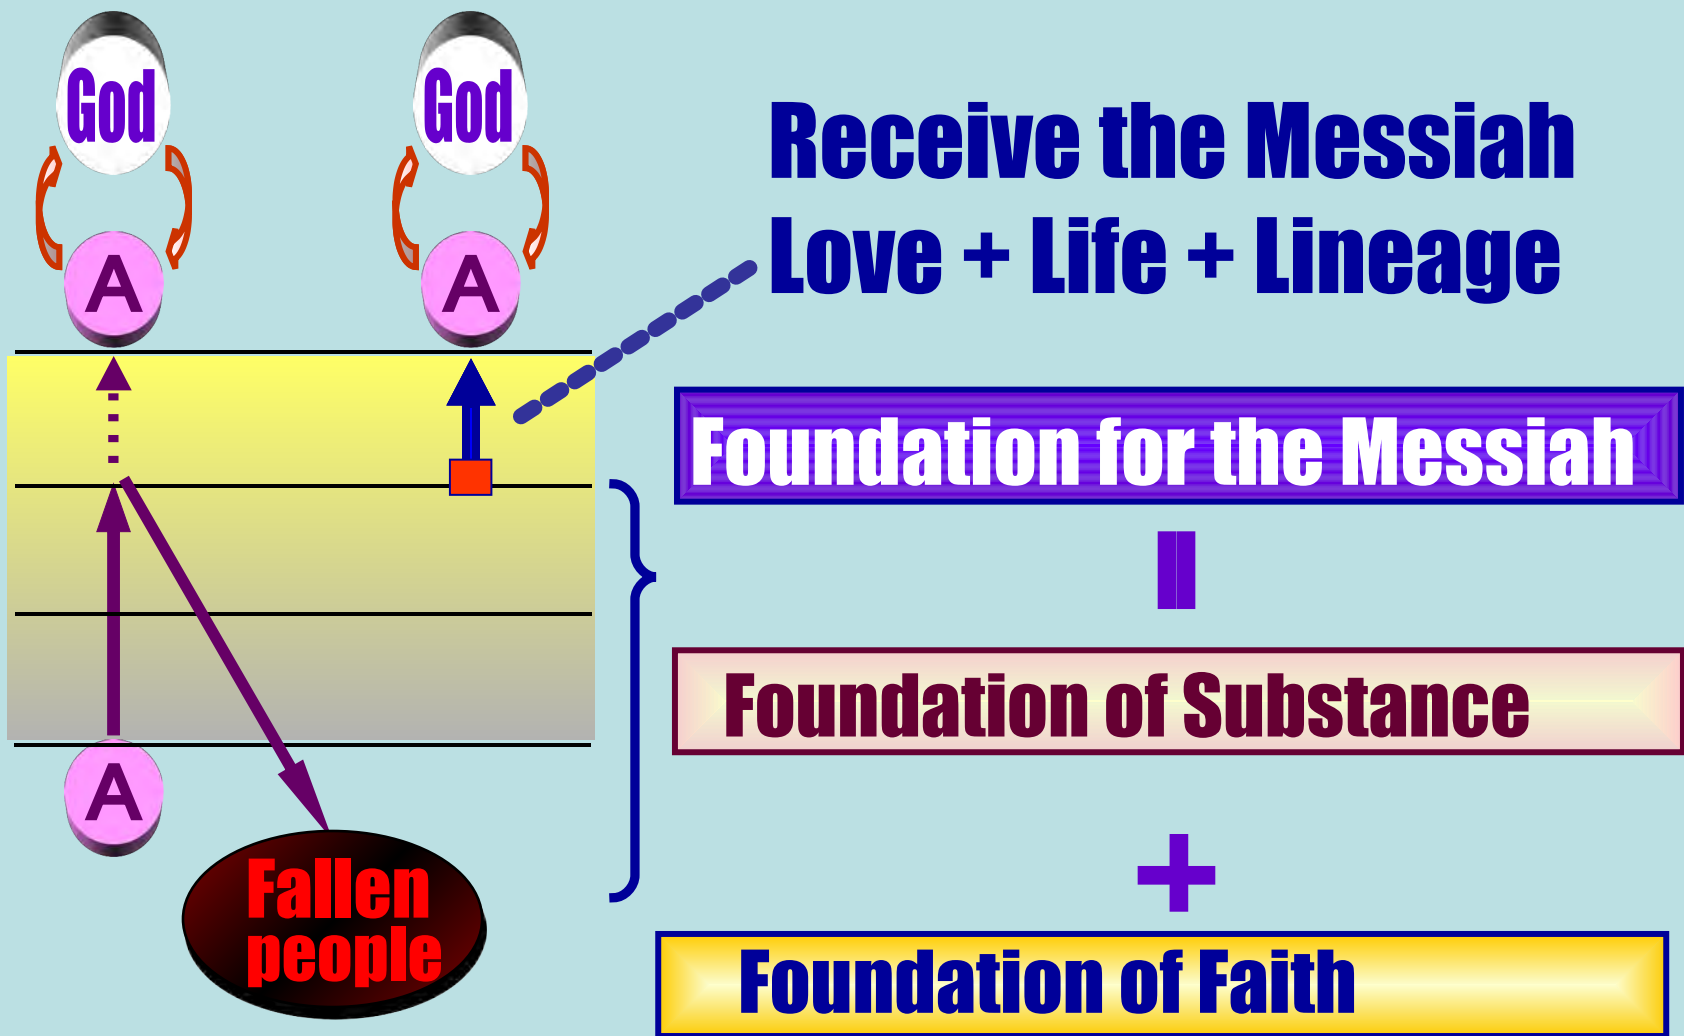 God
God
A
A
Receive the Messiah
Love + Life + Lineage
Foundation for the Messiah
=
Foundation of Substance
+
Foundation of Faith
A
Fallen
people